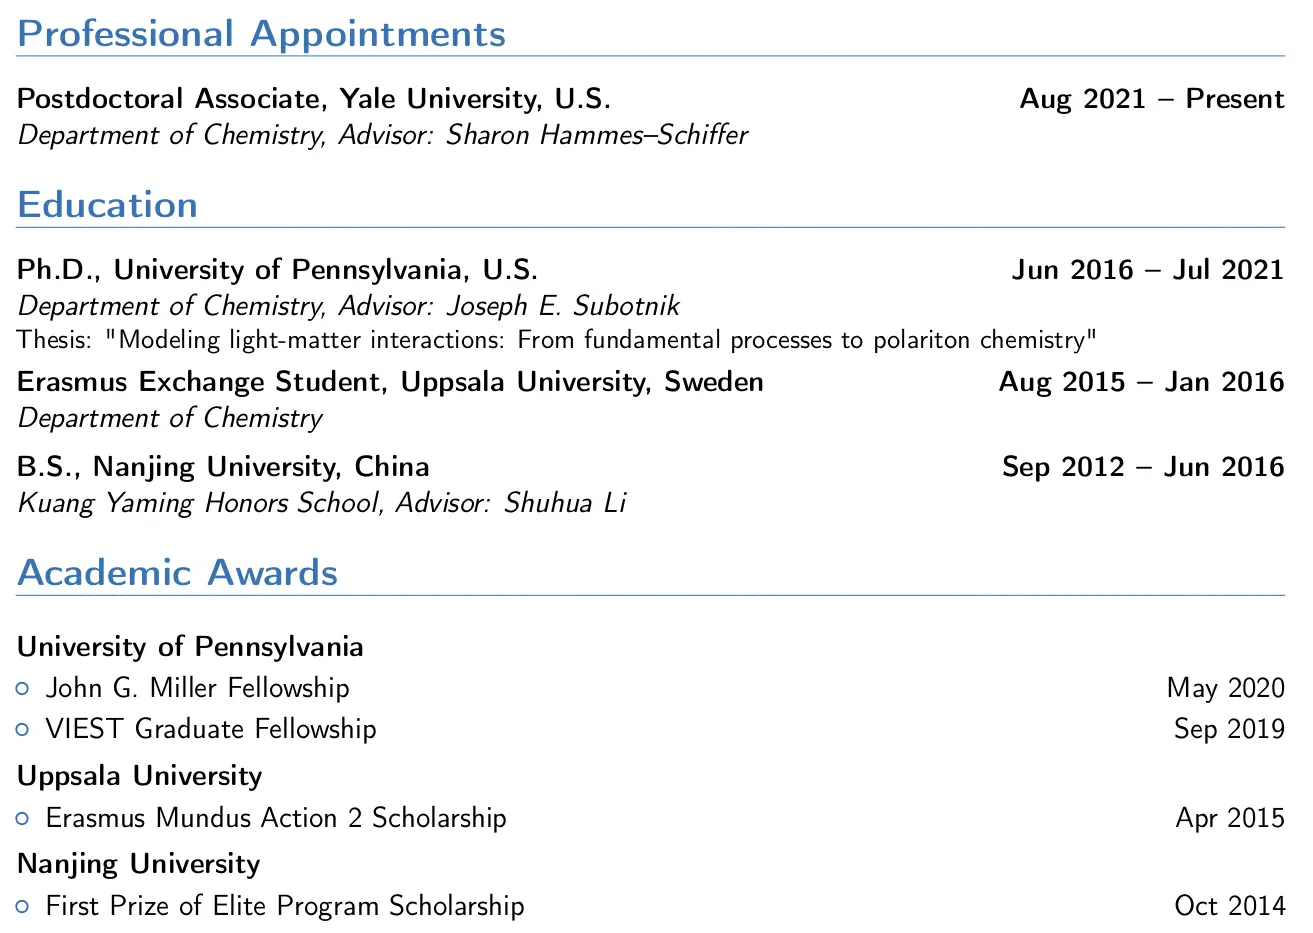 Professional Appointments
Postdoctoral Associate, Yale University, U.S. Aug 2021 – Present
Department of Chemistry, Advisor: Sharon Hammes–Schiffer
Education
Ph.D., University of Pennsylvania, U.S. Jun 2016 – Jul 2021
Department of Chemistry, Advisor: Joseph E. Subotnik
Thesis: "Modeling light-matter interactions: From fundamental processes to polariton chemistry"
Erasmus Exchange Student, Uppsala University, Sweden Aug 2015 – Jan 2016
Department of Chemistry
B.S., Nanjing University, China Sep 2012 – Jun 2016
Kuang Yaming Honors School, Advisor: Shuhua Li
Academic Awards
University of Pennsylvania
John G. Miller Fellowship May 2020
VIEST Graduate Fellowship Sep 2019
Uppsala University
Erasmus Mundus Action 2 Scholarship Apr 2015
Nanjing University
First Prize of Elite Program Scholarship Oct 2014